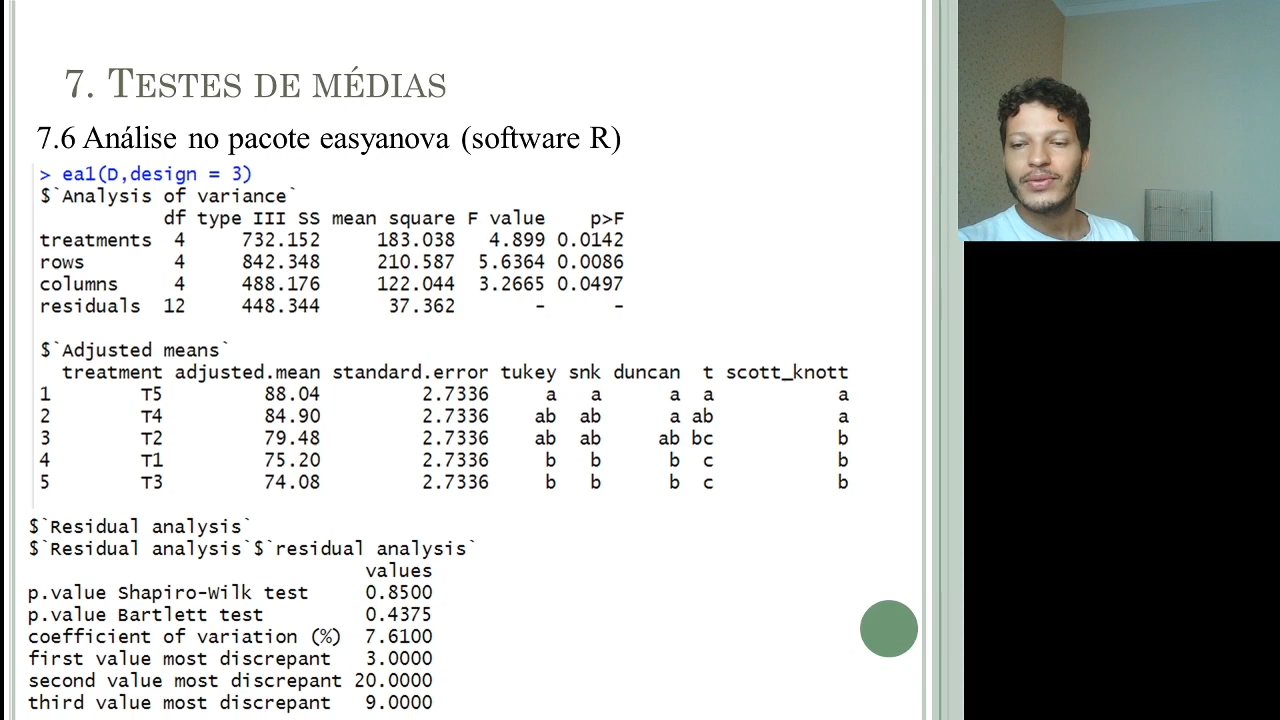 7. TESTES DE MÉDIAS
7.6 Análise no pacote easyanova (software R)
> ea1(D,design = 3)
$`Analysis of variance`
df type III SS mean square F value p>F
treatments 4 732.152 183.038 4.899 0.0142
rows 4 842.348 210.587 5.6364 0.0086
columns 4 488.176 122.044 3.2665 0.0497
residuals 12 448.344 37.362 - -
$`Adjusted means`
treatment adjusted.mean standard.error tukey snk duncan t scott_knott
1 T5 88.04 2.7336 a a a a a
2 T4 84.90 2.7336 ab ab a ab a
3 T2 79.48 2.7336 ab ab ab bc b
4 T1 75.20 2.7336 b b b c b
5 T3 74.08 2.7336 b b b c b
$`Residual analysis`
$`Residual analysis`$`residual analysis`
values
p.value Shapiro-Wilk test 0.8500
p.value Bartlett test 0.4375
coefficient of variation (%) 7.6100
first value most discrepant 3.0000
second value most discrepant 20.0000
third value most discrepant 9.0000